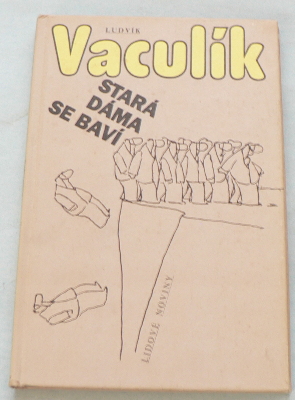 LUDVÍK
Vaculík
STARÁ
DÁMA
SE BAVÍ
LIDOVÉ NOVINY